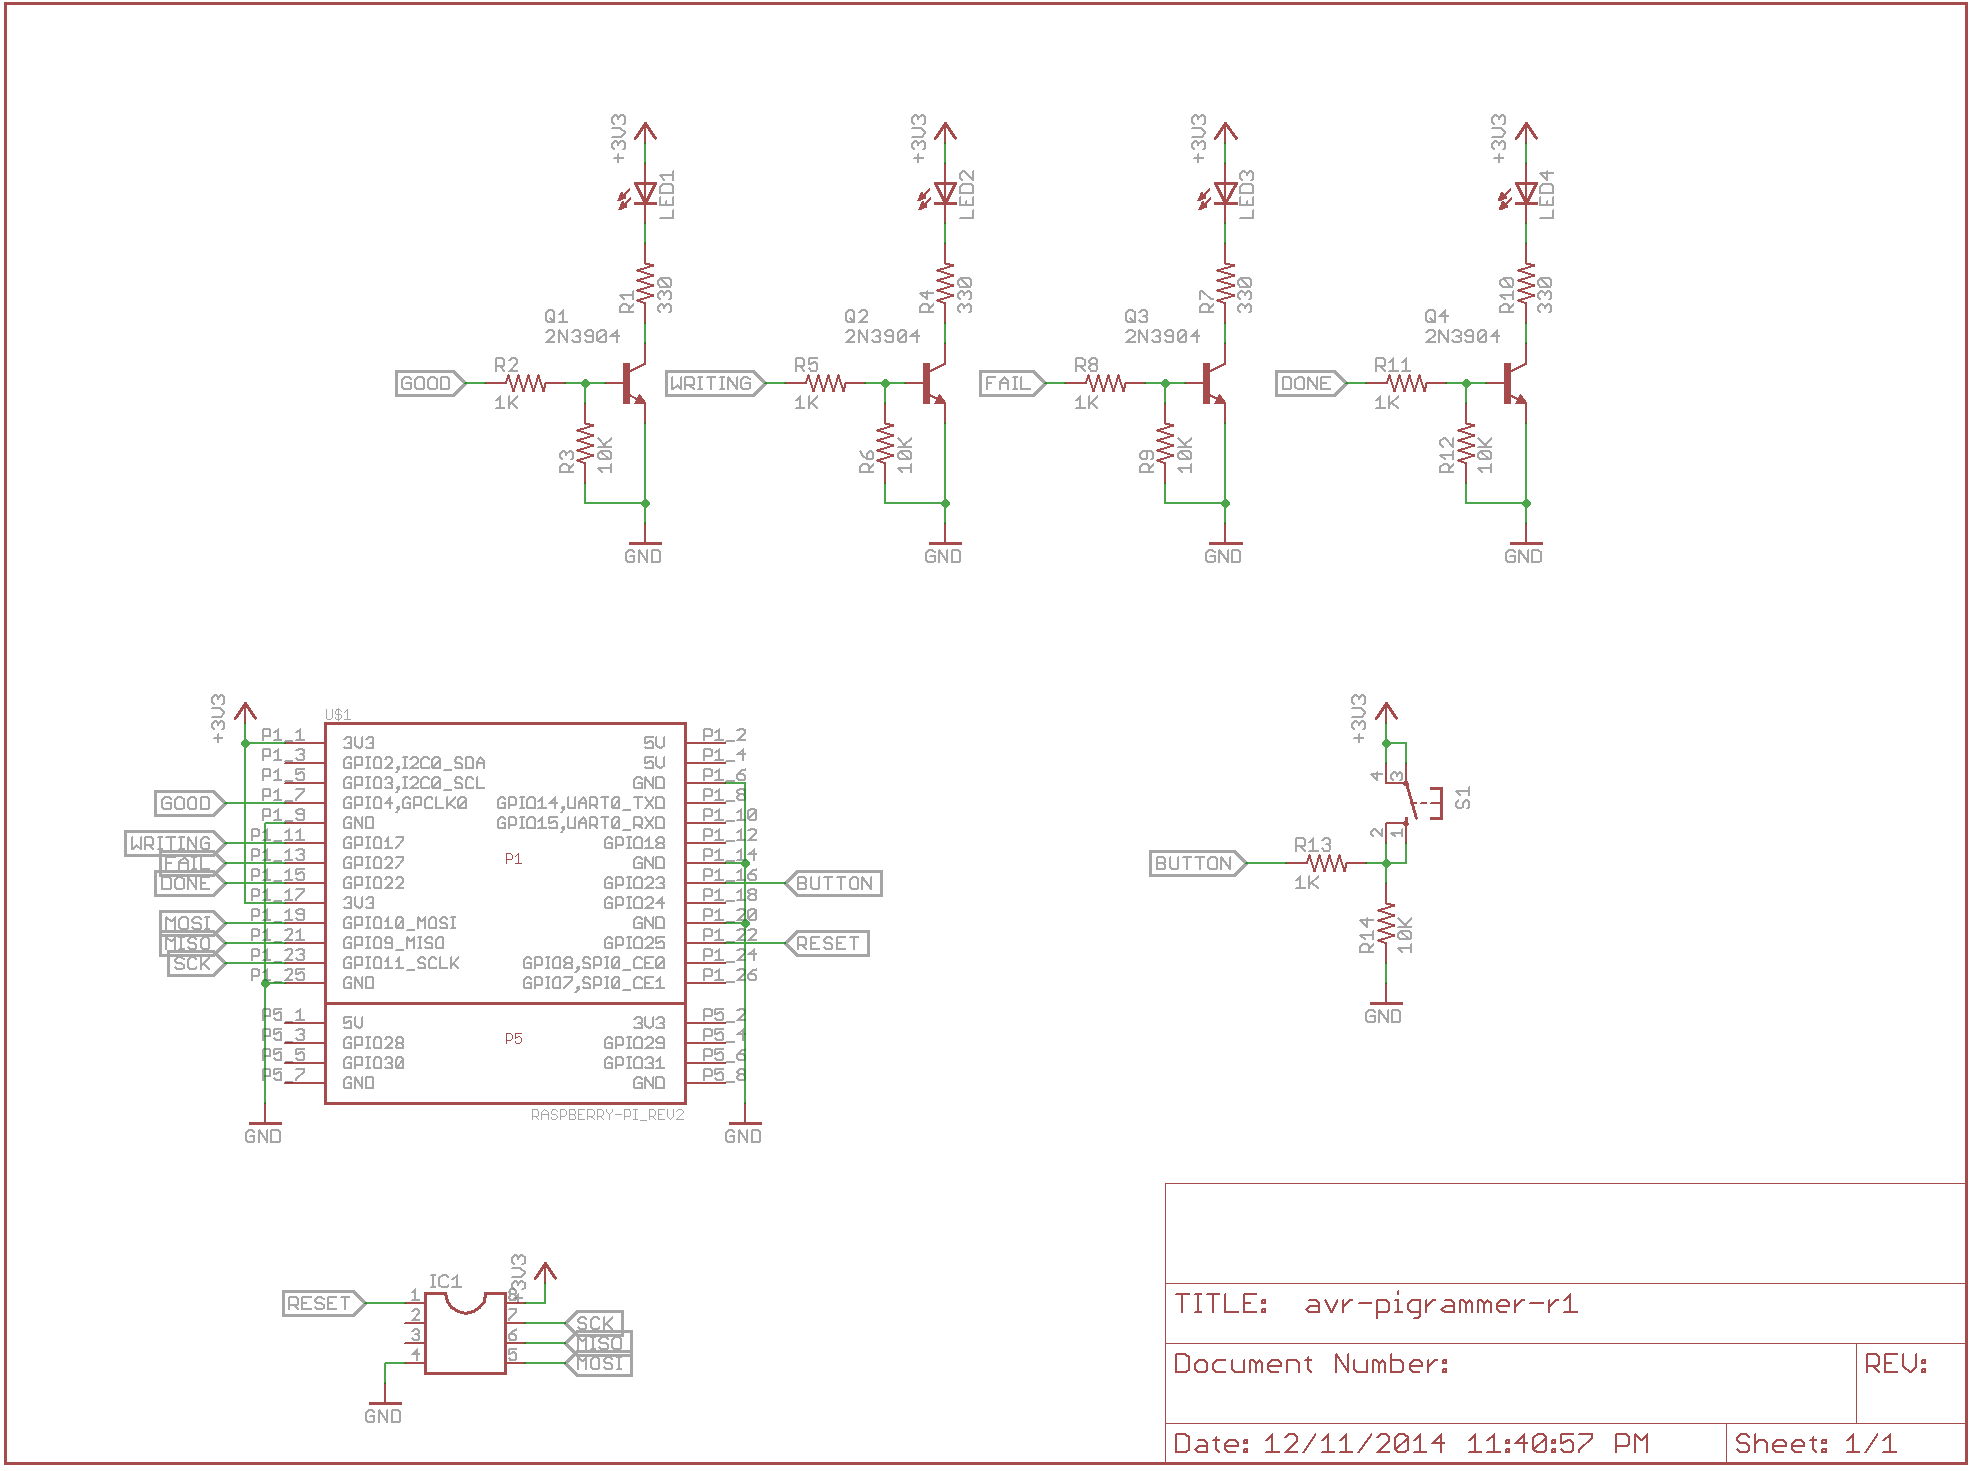 +3V3
+3V3
+3V3
+3V3
LED1
LED2
LED3
LED4
R1
330
R4
330
R7
330
R10
330
Q1
2N3904
Q2
2N3904
Q3
2N3904
Q4
2N3904
GOOD
R2
1K
WRITING
R5
1K
FAIL
R8
1K
DONE
R11
1K
R3
10K
R6
10K
R9
10K
R12
10K
GND
GND
GND
GND
+3V3
U$1
P1_1
3V3
5V
P1_2
P1_3
GPIO2,I2C0_SDA
5V
P1_4
P1_5
GPIO3,I2C0_SCL
GND
P1_6
GOOD
P1_7
GPIO4,GPCLK0
GPIO14,UART0_TXD
P1_8
P1_9
GND
GPIO15,UART0_RXD
P1_10
WRITING
P1_11
GPIO17
GPIO18
P1_12
FAIL
P1_13
GPIO27
P1
GND
P1_14
DONE
P1_15
GPIO22
GPIO23
P1_16
BUTTON
P1_17
3V3
GPIO24
P1_18
MOSI
P1_19
GPIO10_MOSI
GND
P1_20
MISO
P1_21
GPIO9_MISO
GPIO25
P1_22
RESET
SCK
P1_23
GPIO11_SCLK
GPIO8,SPI0_CE0
P1_24
P1_25
GND
GPIO7,SPI0_CE1
P1_26
P5_1
5V
3V3
P5_2
P5_3
GPIO28
P5
GPIO29
P5_4
P5_5
GPIO30
GPIO31
P5_6
P5_7
GND
GND
P5_8
RASPBERRY-PI_REV2
GND
GND
+3V3
4
3
S1
2
1
BUTTON
R13
1K
R14
10K
GND
IC1
+3V3
RESET
1
8
2
7
SCK
3
6
MISO
4
5
MOSI
GND
TITLE: avr-pigrammer-r1
Document Number:
REV:
Date: 12/11/2014 11:40:57 PM
Sheet: 1/1